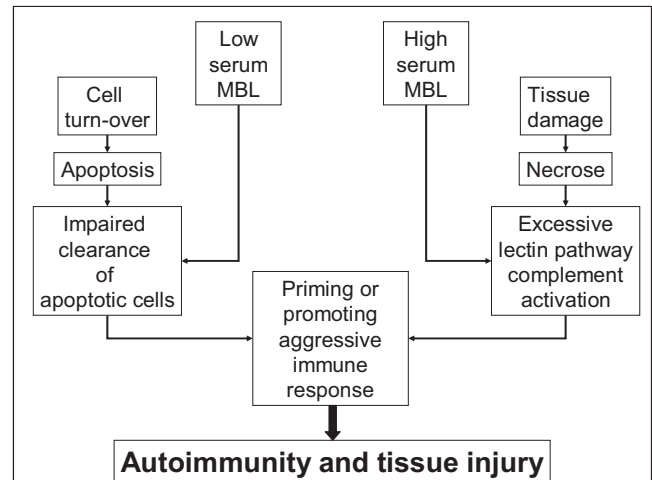 Low
serum
MBL
High
serum
MBL
Cell
turn-over
Tissue
damage
Apoptosis
Necrose
Impaired
clearance
of
apoptotic cells
Excessive
lectin pathway
complement
activation
Priming or
promoting
aggressive
immune
response
Autoimmunity and tissue injury